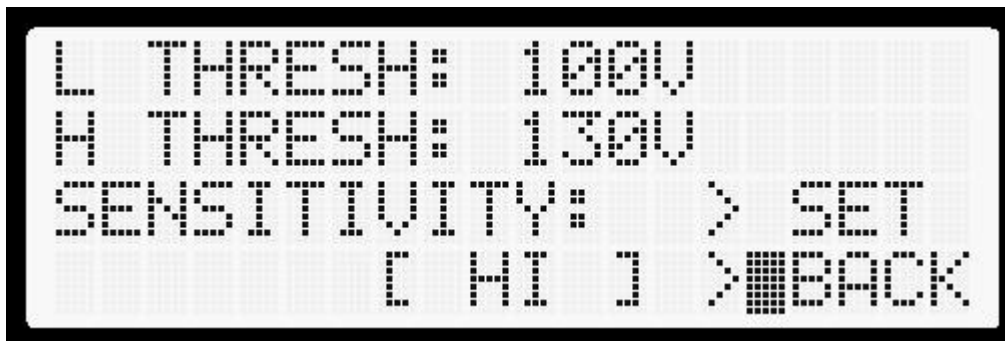 L THRESH: 100V
H THRESH: 130V
SENSITIVITY: > SET
[ HI ] >█BACK